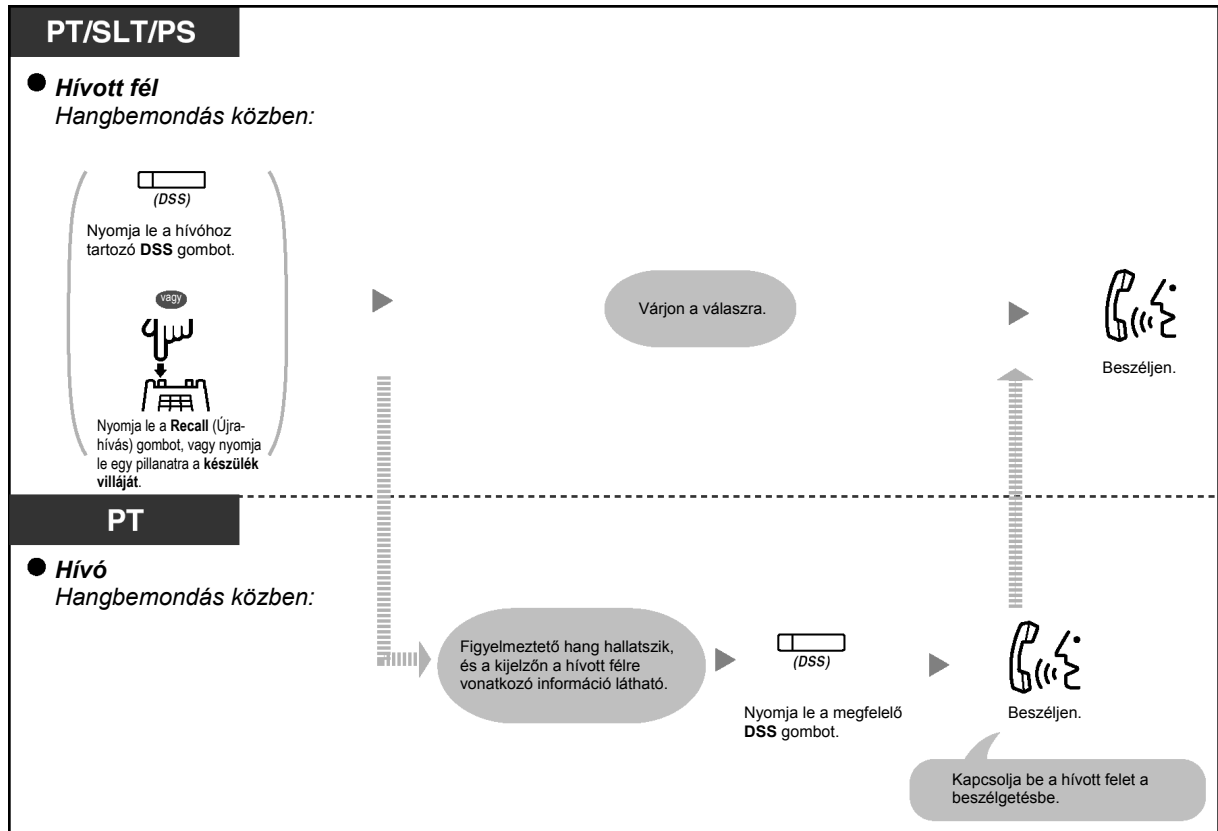 PT/SLT/PS
Hívott fél
Hangbemondás közben:
(DSS)
Nyomja le a hívóhoz
tartozó DSS gombot.
vagy
Nyomja le a Recall (Újra-
hívás) gombot, vagy nyomja
le egy pillanatra a készülék
villáját.
Várjon a válaszra.
Beszéljen.
PT
Hívó
Hangbemondás közben:
Figyelmeztető hang hallatszik,
és a kijelzőn a hívott félre
vonatkozó információ látható.
(DSS)
Nyomja le a megfelelő
DSS gombot.
Beszéljen.
Kapcsolja be a hívott felet a
beszélgetésbe.